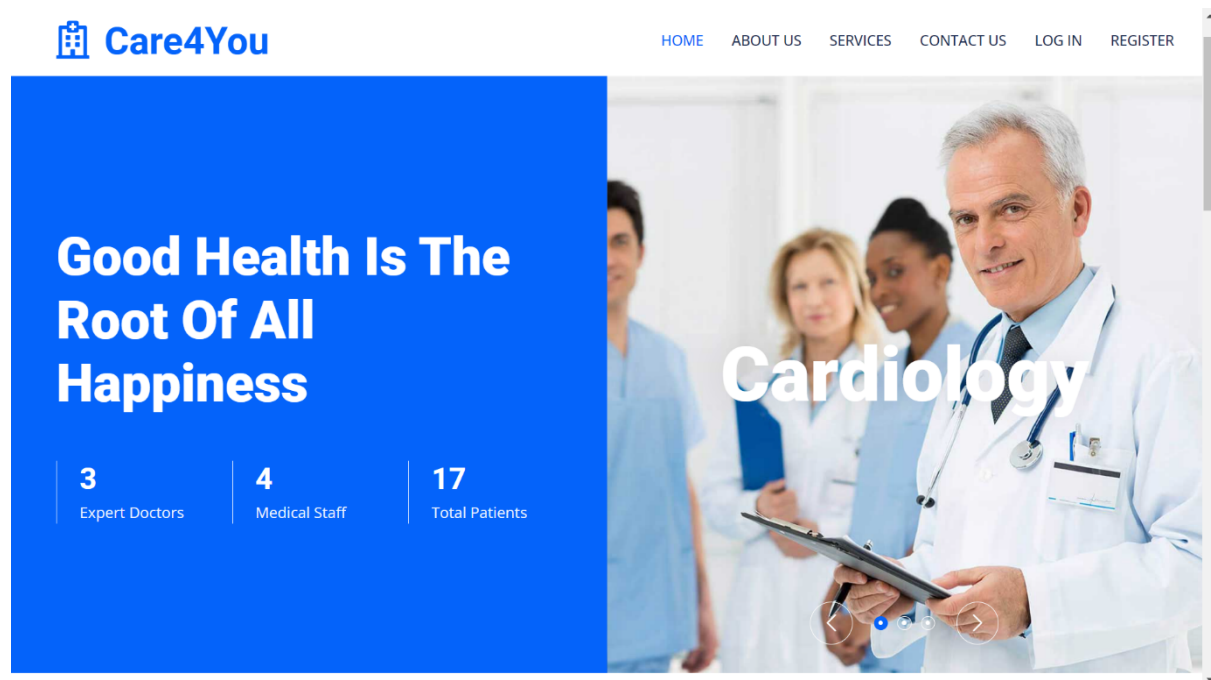 Care4You
HOME ABOUT US SERVICES CONTACT US LOG IN REGISTER
Good Health Is The
Root Of All
Happiness
3
Expert Doctors
4
Medical Staff
17
Total Patients
Cardiology